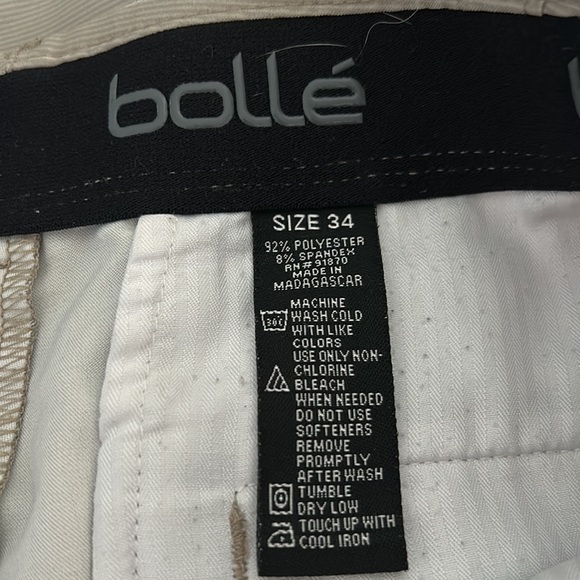 bollé
SIZE 34
92% POLYESTER
8% SPANDEX
RN# 91870
MADE IN
MADAGASCAR
MACHINE
30C WASH COLD
WITH LIKE
COLORS
USE ONLY NON-
CHLORINE
BLEACH
WHEN NEEDED
DO NOT USE
SOFTENERS
REMOVE
PROMPTLY
AFTER WASH
TUMBLE
DRY LOW
TOUCH UP WITH
COOL IRON